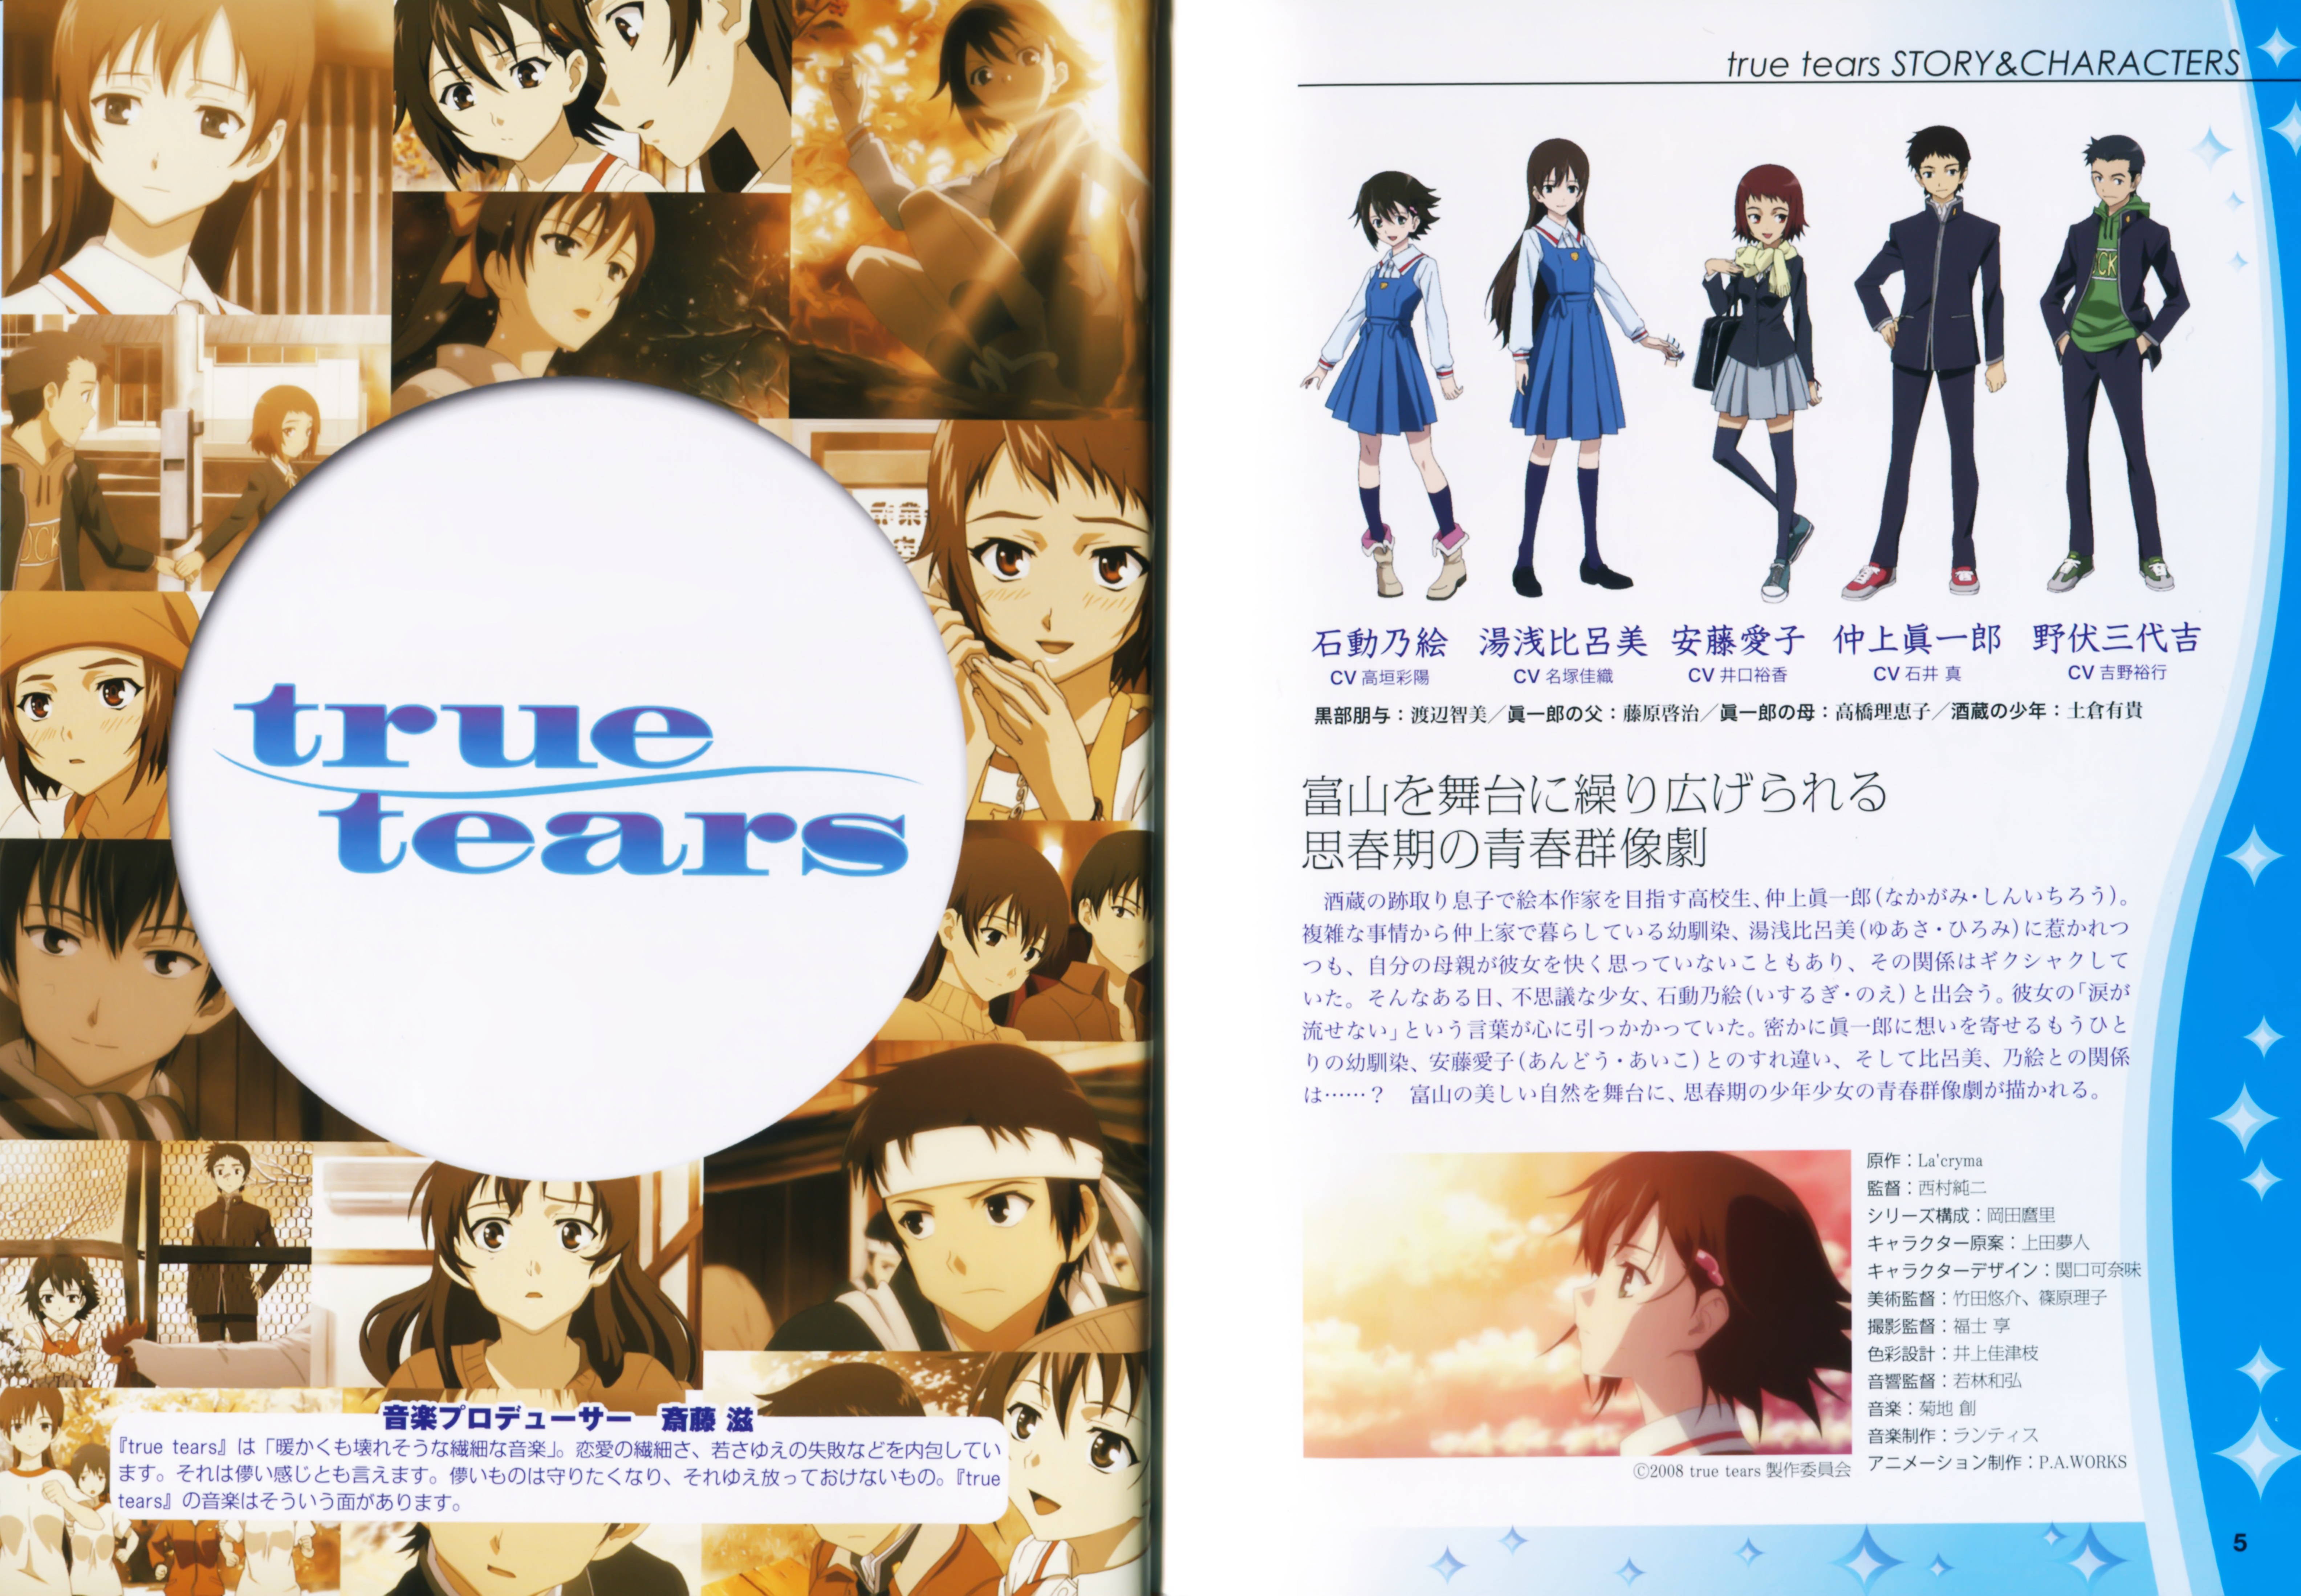 true
tears
音楽プロデューサー 斎藤 滋
『true tears』は「暖かくも壊れそうな繊細な音楽」。恋愛の繊細さ、若さゆえの失敗などを内包してい
ます。それは儚い感じとも言えます。儚いものは守りたくなり、それゆえ放っておけないもの。『true
tears』の音楽はそういう面があります。
true tears STORY&CHARACTERS
石動乃絵 湯浅比呂美 安藤愛子 仲上眞一郎 野伏三代吉
CV 高垣彩陽 CV 名塚佳織 CV 井口裕香 CV 石井 真 CV 吉野裕行
黒部朋与：渡辺智美／眞一郎の父：藤原啓治／眞一郎の母：高橋理恵子／酒蔵の少年：土倉有貴
富山を舞台に繰り広げられる
思春期の青春群像劇
酒蔵の跡取り息子で絵本作家を目指す高校生、仲上眞一郎(なかがみ・しんいちろう)。
複雑な事情から仲上家で暮らしている幼馴染、湯浅比呂美(ゆあさ・ひろみ)に惹かれつ
つも、自分の母親が彼女を快く思っていないこともあり、その関係はギクシャクして
いた。そんなある日、不思議な少女、石動乃絵(いするぎ・のえ)と出会う。彼女の「涙が
流せない」という言葉が心に引っかかっていた。密かに眞一郎に想いを寄せるもうひと
りの幼馴染、安藤愛子(あんどう・あいこ)とのすれ違い、そして比呂美、乃絵との関係
は……？ 富山の美しい自然を舞台に、思春期の少年少女の青春群像劇が描かれる。
原作：La'cryma
監督：西村純二
シリーズ構成：岡田麿里
キャラクター原案：上田夢人
キャラクターデザイン：関口可奈味
美術監督：竹田悠介、篠原理子
撮影監督：福士 享
色彩設計：井上佳津枝
音響監督：若林和弘
音楽：菊地 創
音楽制作：ランティス
アニメーション制作：P.A.WORKS
©2008 true tears 製作委員会
5